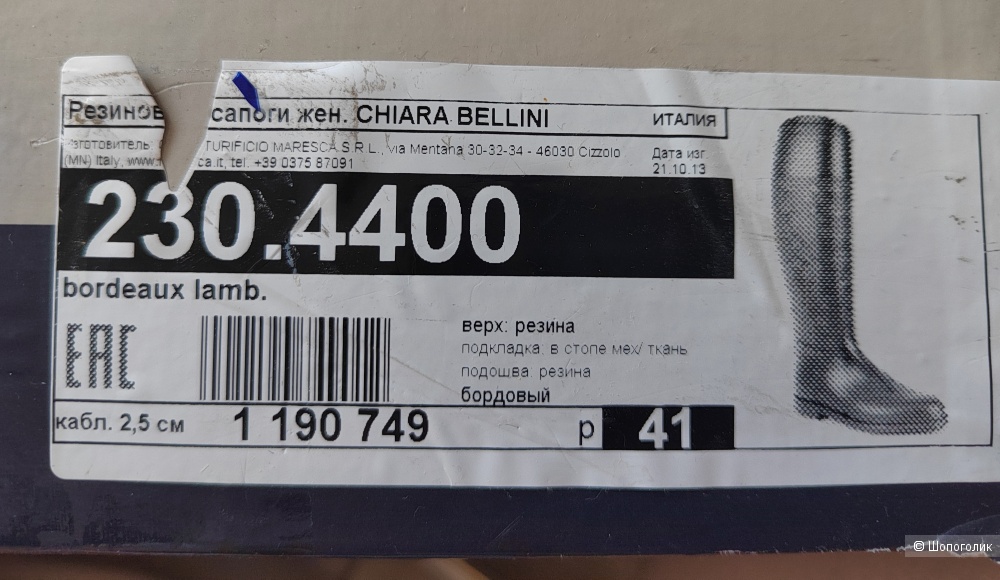 Резинов сапоги жен. CHIARA BELLINI ИТАЛИЯ
зготовитель: TURIFICIO MARESCA S.R.L., via Mentana 30-32-34 - 46030 Cizzolo
(MN) Italy, www. ca.it, tel. +39 0375 87091
Дата изг.
21.10.13
230.4400
bordeaux lamb.
EAC
верх: резина
подкладка: в стопе мех/ ткань
подошва: резина
бордовый
кабл. 2,5 см 1 190 749 р 41
© Шопоголик